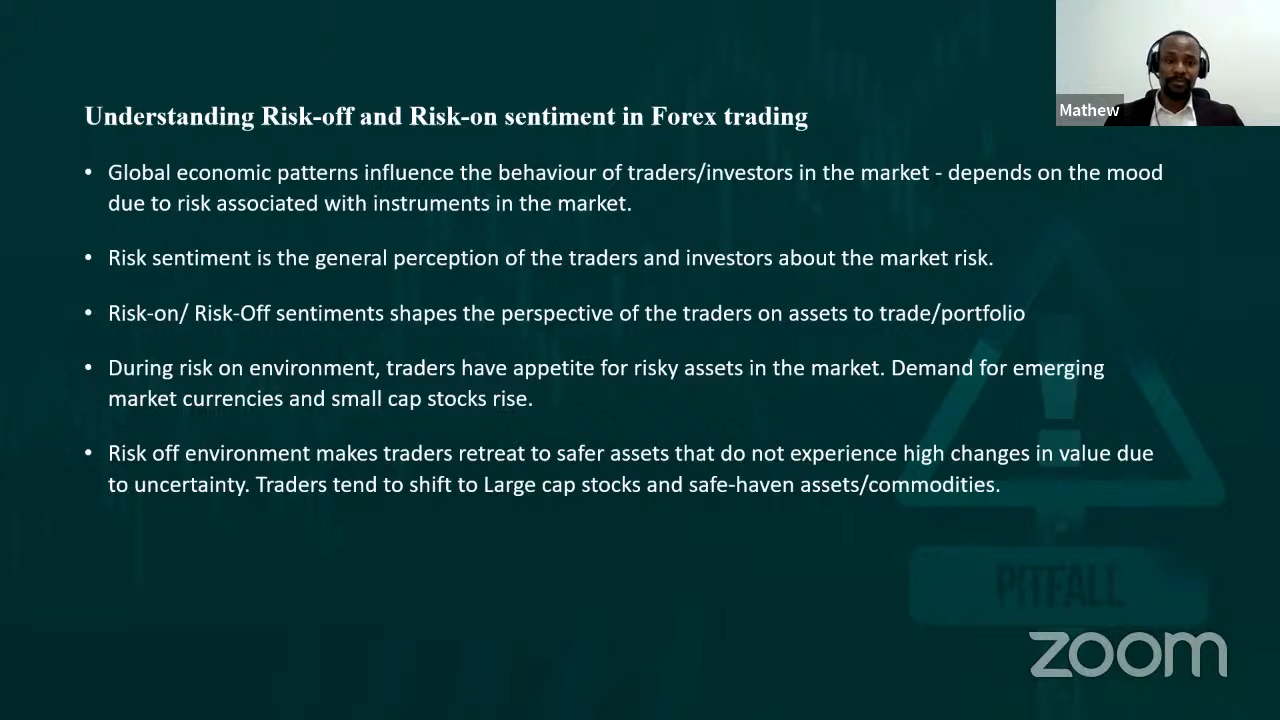 Mathew
Understanding Risk-off and Risk-on sentiment in Forex trading
• Global economic patterns influence the behaviour of traders/investors in the market - depends on the mood
due to risk associated with instruments in the market.
• Risk sentiment is the general perception of the traders and investors about the market risk.
• Risk-on/ Risk-Off sentiments shapes the perspective of the traders on assets to trade/portfolio
• During risk on environment, traders have appetite for risky assets in the market. Demand for emerging
market currencies and small cap stocks rise.
• Risk off environment makes traders retreat to safer assets that do not experience high changes in value due
to uncertainty. Traders tend to shift to Large cap stocks and safe-haven assets/commodities.
PITFALL
zoom